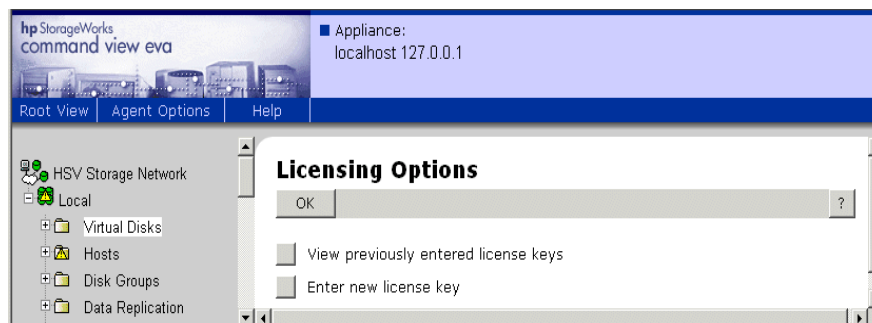 hp StorageWorks
command view eva
Appliance:
localhost 127.0.0.1
Root View Agent Options Help
HSV Storage Network
Local
Virtual Disks
Hosts
Disk Groups
Data Replication
Licensing Options
OK ?
View previously entered license keys
Enter new license key